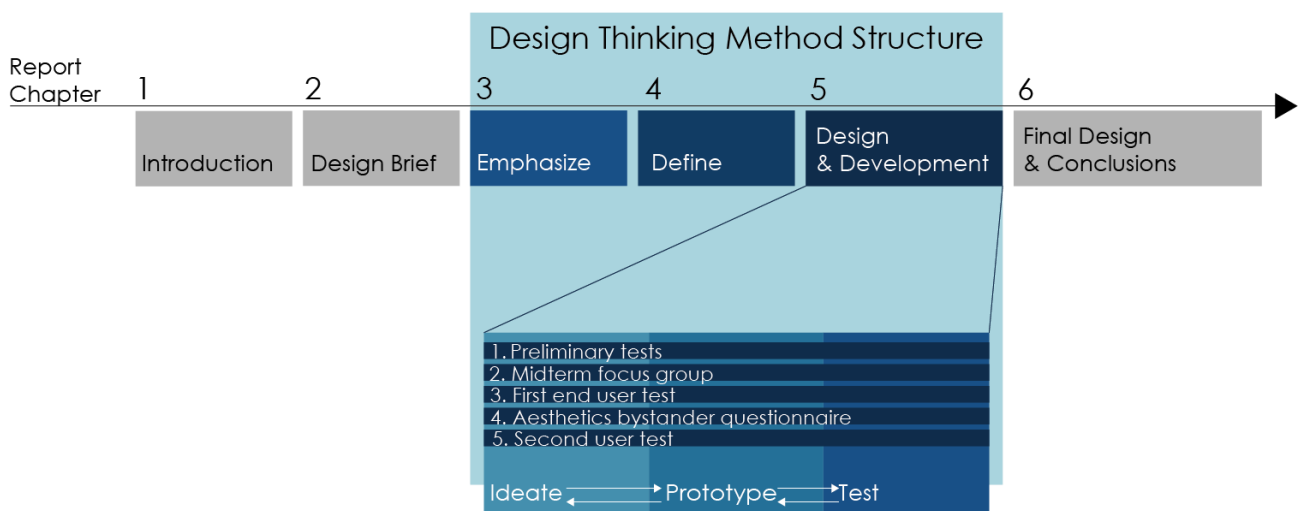 Design Thinking Method Structure
Report
Chapter
1
2
3
4
5
6
Introduction
Design Brief
Emphasize
Define
Design
& Development
Final Design
& Conclusions
1. Preliminary tests
2. Midterm focus group
3. First end user test
4. Aesthetics bystander questionnaire
5. Second user test
Ideate
Prototype
Test